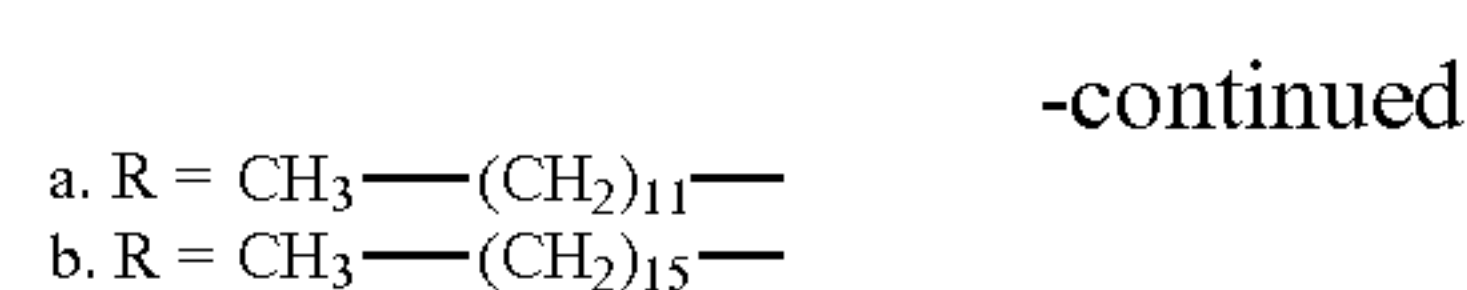 -continued
a. R = CH₃—(CH₂)₁₁—
b. R = CH₃—(CH₂)₁₅—